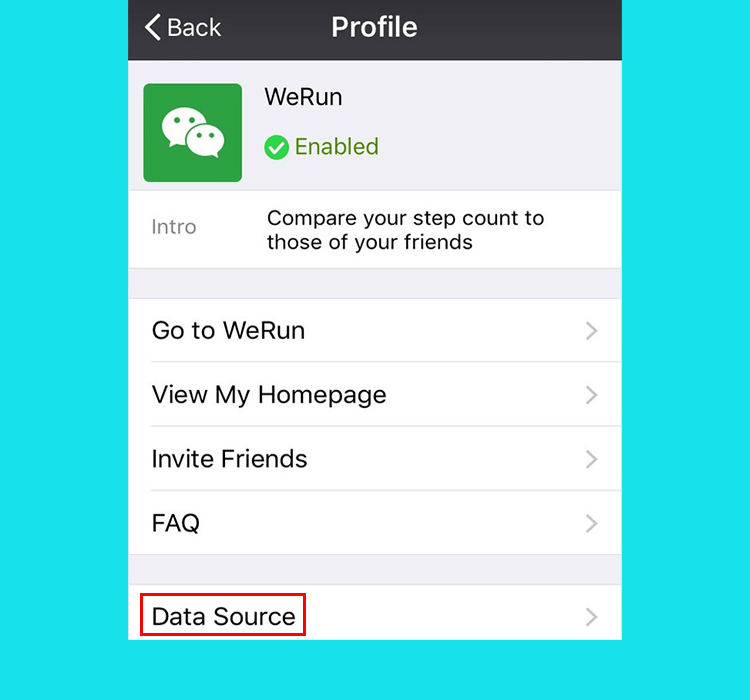 Back
Profile
WeRun
Enabled
Intro
Compare your step count to
those of your friends
Go to WeRun
View My Homepage
Invite Friends
FAQ
Data Source